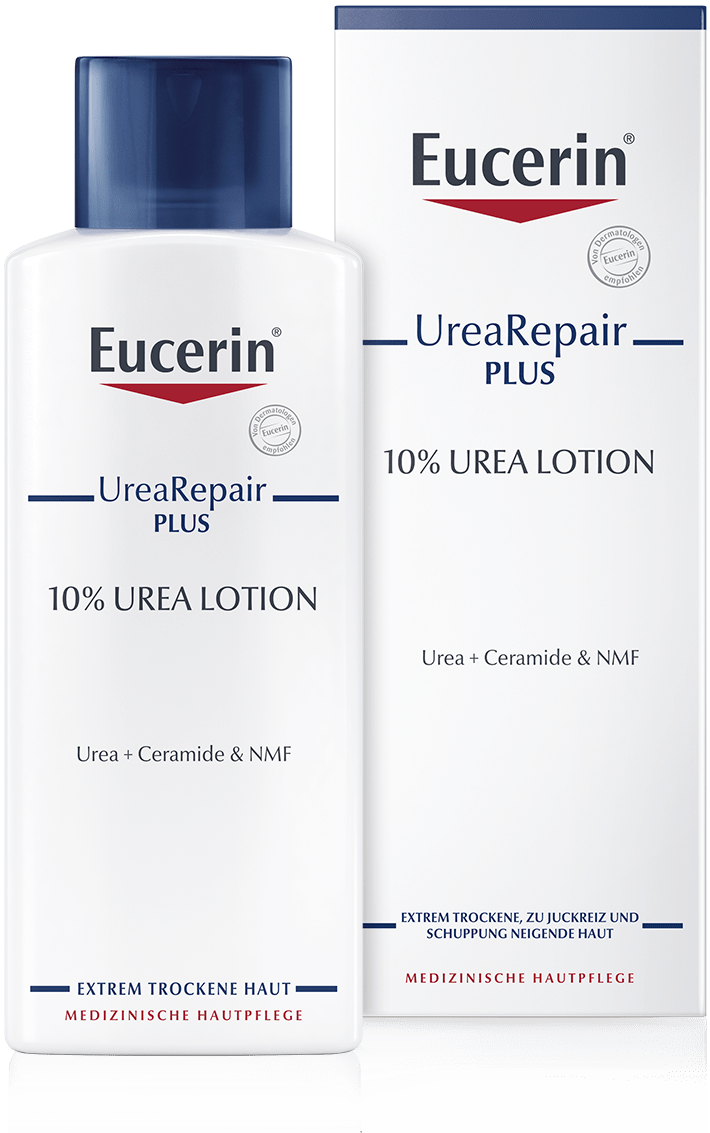 Eucerin®
Von Dermatologen
Eucerin
empfohlen
UreaRepair
PLUS
10% UREA LOTION
Urea + Ceramide & NMF
EXTREM TROCKENE HAUT
MEDIZINISCHE HAUTPFLEGE
Eucerin®
Von Dermatologen
Eucerin
empfohlen
UreaRepair
PLUS
10% UREA LOTION
Urea + Ceramide & NMF
EXTREM TROCKENE, ZU JUCKREIZ UND
SCHUPPUNG NEIGENDE HAUT
MEDIZINISCHE HAUTPFLEGE